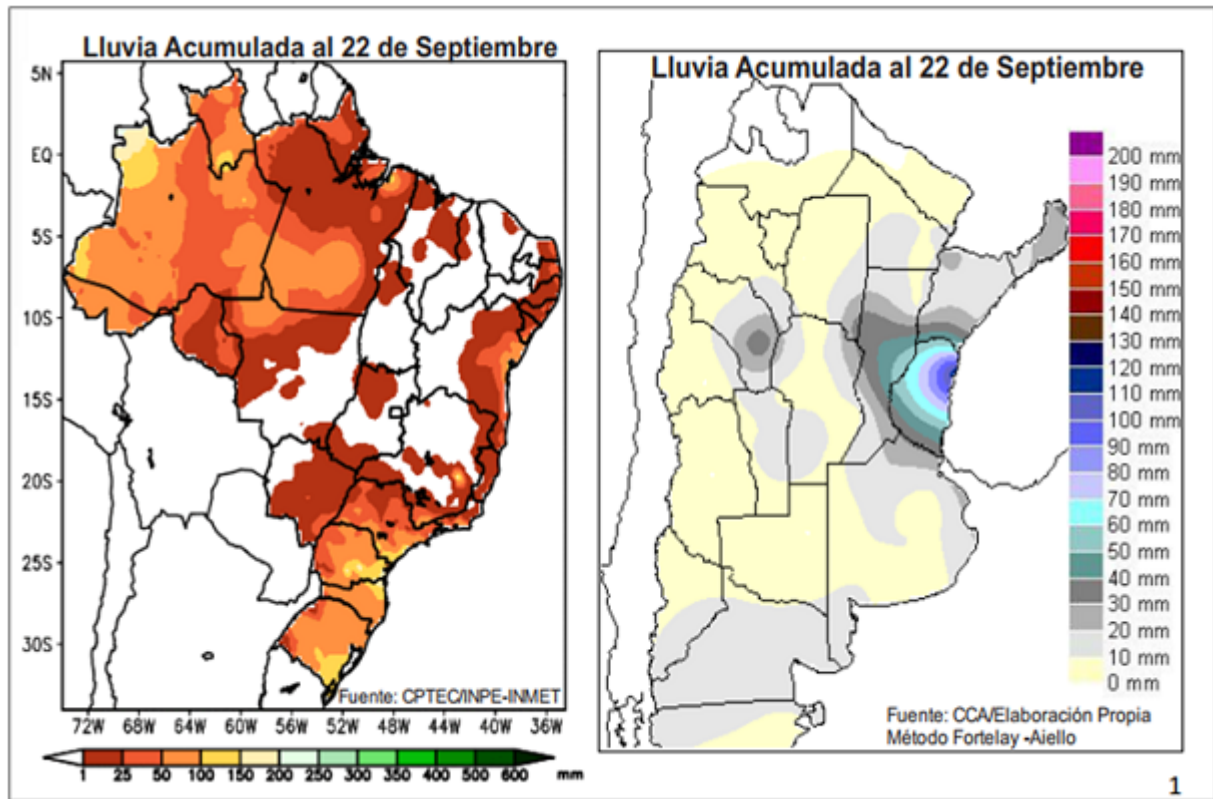 Lluvia Acumulada al 22 de Septiembre
5N
EQ
5S
10S
15S
20S
25S
30S
Fuente: CPTEC/INPE-INMET
72W 68W 64W 60W 56W 52W 48W 44W 40W 36W
1 25 50 100 150 200 250 300 350 400 500 600 mm
Lluvia Acumulada al 22 de Septiembre
200 mm
190 mm
180 mm
170 mm
160 mm
150 mm
140 mm
130 mm
120 mm
110 mm
100 mm
90 mm
80 mm
70 mm
60 mm
50 mm
40 mm
30 mm
20 mm
10 mm
0 mm
Fuente: CCA/Elaboración Propia
Método Fortelay -Aiello
1